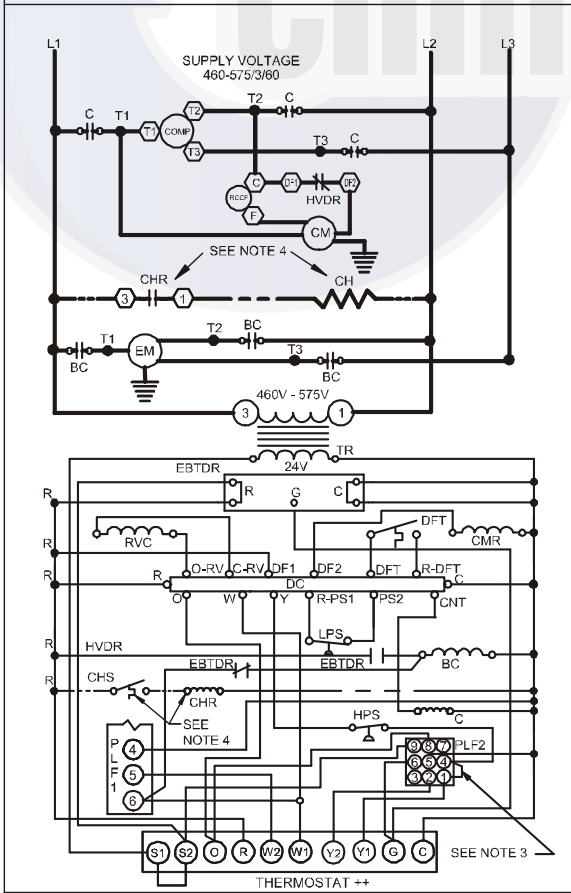 L1 L2 L3
SUPPLY VOLTAGE
460-575/3/60
C T1 T1 COMP T2 T2 C
T3 T3 C
C DF1 DF2
RCCF HVDR
F CM
SEE NOTE 4
CHR CH
3 1
BC T1 EM T2 BC
T3 BC
460V - 575V
3 1
TR
24V
EBTDR
R R G C
DFT
RVC CMR
R O-RV C-RV DF1 DF2 DFT R-DFT
R R DC C
O W Y R-PS1 PS2 CNT
LPS
R HVDR
EBTDR EBTDR BC
R CHS
CHR
SEE
NOTE 4
HPS C
P
L
F
1
4
5
6
9 8 7 PLF2
6 5 4
3 2 1
S1 S2 O R W2 W1 Y2 Y1 G C
SEE NOTE 3
THERMOSTAT ++